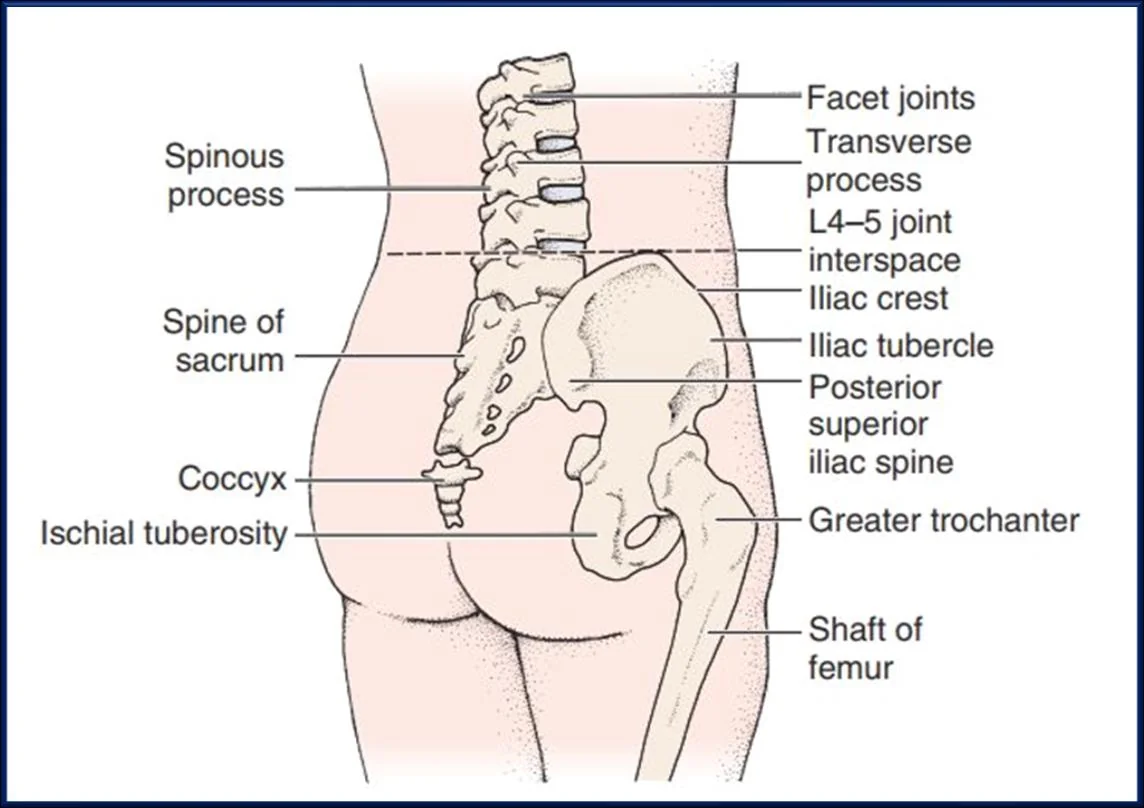 Spinous
process
Spine of
sacrum
Coccyx
Ischial tuberosity
Facet joints
Transverse
process
L4–5 joint
interspace
Iliac crest
Iliac tubercle
Posterior
superior
iliac spine
Greater trochanter
Shaft of
femur